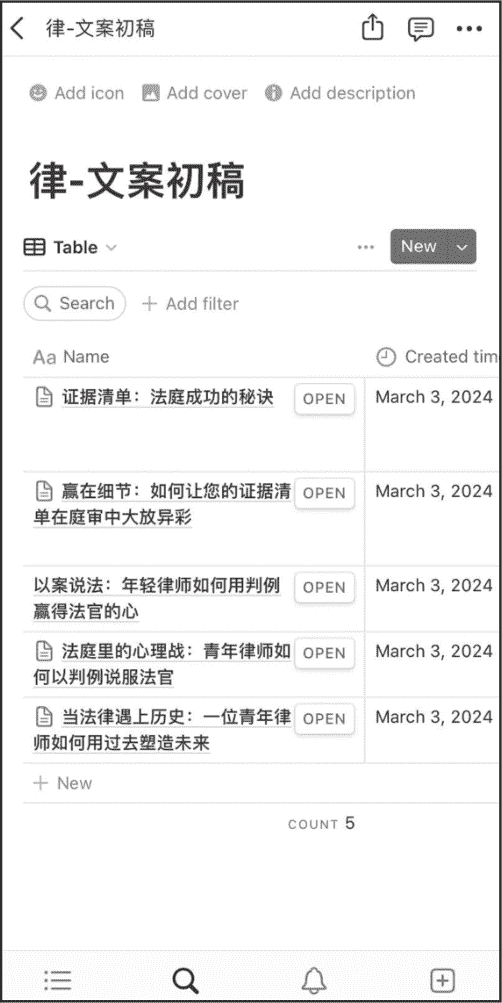 律-文案初稿
Add icon Add cover Add description
律-文案初稿
Table New
Search Add filter
Aa Name Created tim
证据清单：法庭成功的秘诀 OPEN March 3, 2024
赢在细节：如何让您的证据清 OPEN March 3, 2024
单在庭审中大放异彩
以案说法：年轻律师如何用判例 OPEN March 3, 2024
赢得法官的心
法庭里的心理战：青年律师如 OPEN March 3, 2024
何以判例说服法官
当法律遇上历史：一位青年律 OPEN March 3, 2024
师如何用过去塑造未来
+ New
COUNT 5